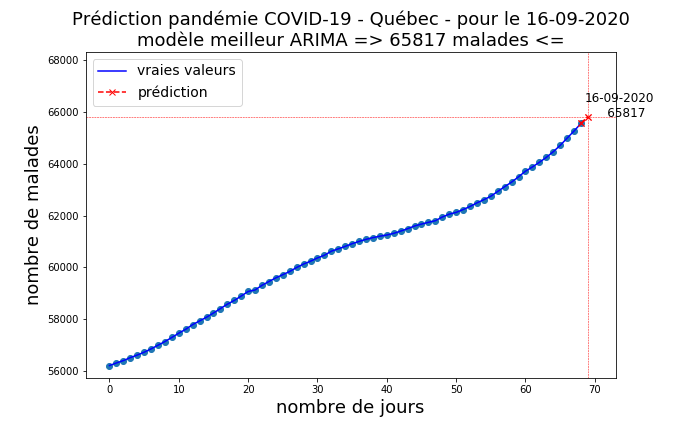 Prédiction pandémie COVID-19 - Québec - pour le 16-09-2020
modèle meilleur ARIMA => 65817 malades <=
vraies valeurs
prédiction
16-09-2020
65817
nombre de malades
68000
66000
64000
62000
60000
58000
56000
0 10 20 30 40 50 60 70
nombre de jours